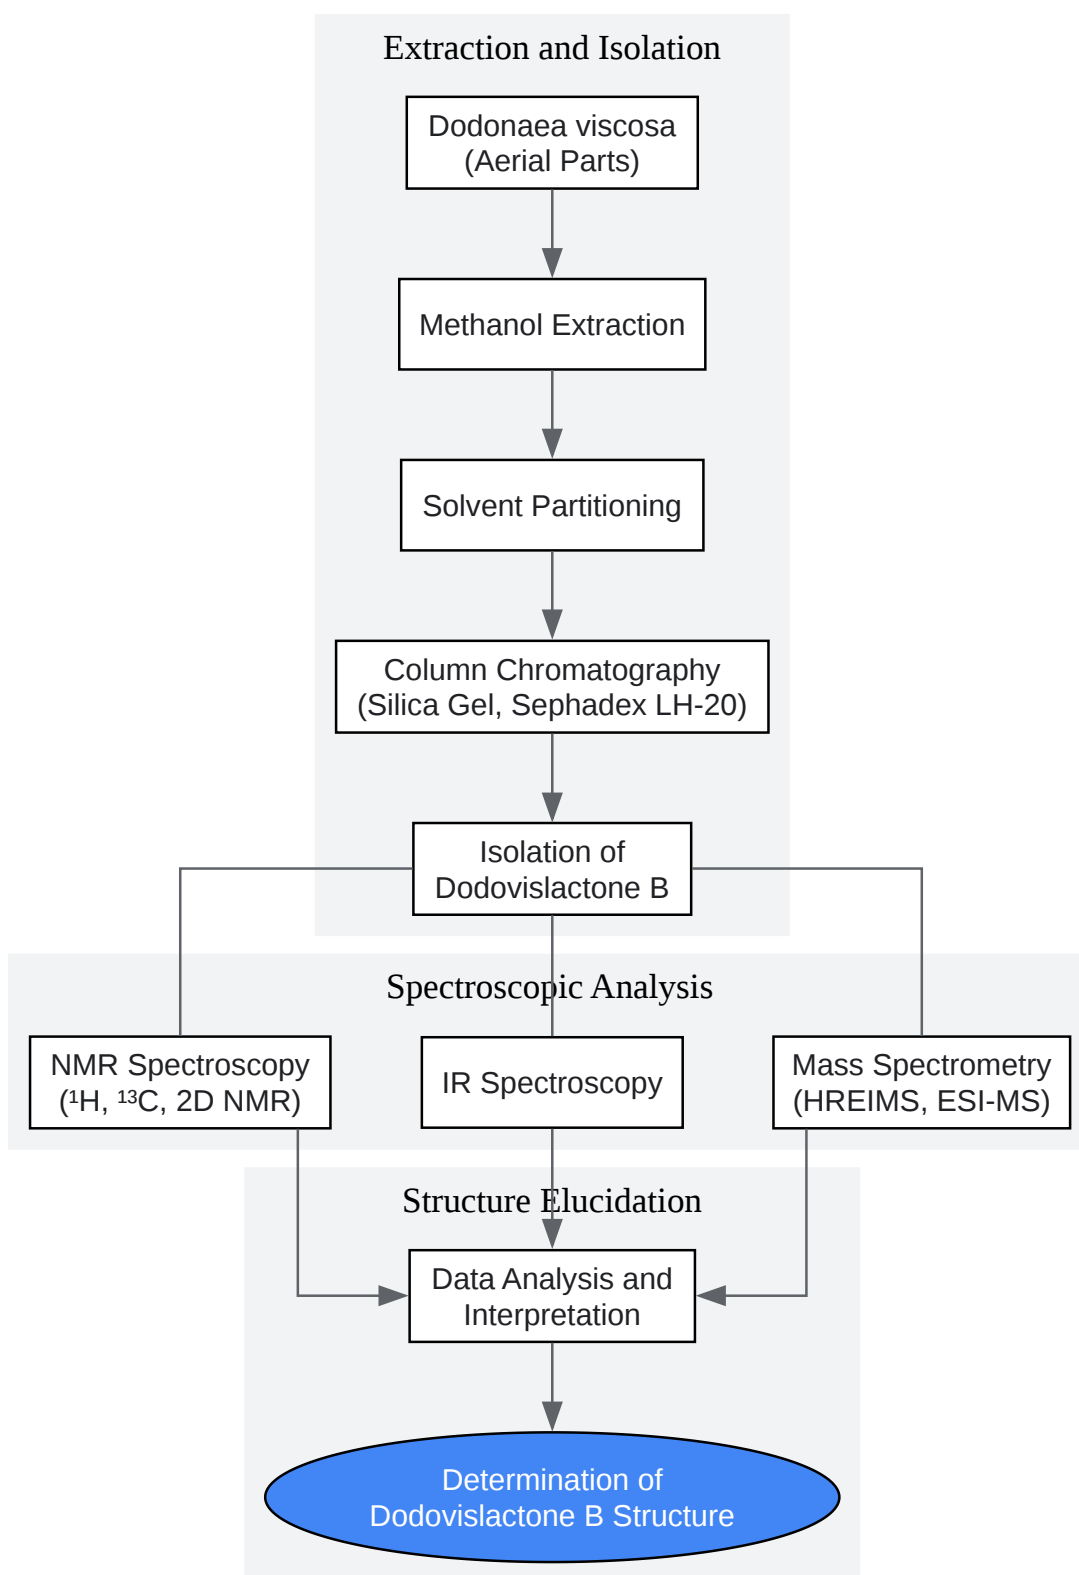 Extraction and Isolation
Dodonaea viscosa
(Aerial Parts)
Methanol Extraction
Solvent Partitioning
Column Chromatography
(Silica Gel, Sephadex LH-20)
Isolation of
Dodovislactone B
Spectroscopic Analysis
NMR Spectroscopy
(¹H, ¹³C, 2D NMR)
IR Spectroscopy
Mass Spectrometry
(HREIMS, ESI-MS)
Structure Elucidation
Data Analysis and
Interpretation
Determination of
Dodovislactone B Structure